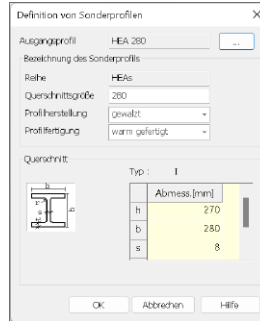 Definition von Sonderprofilen
Ausgangsprofil HEA 280 ...
Bezeichnung des Sonderprofils
Reihe HEAs
Querschnittsgröße 280
Profilherstellung gewalzt
Profilfertigung warm gefertigt
Querschnitt
Typ : I
Abmess.[mm]
h 270
b 280
s 8
OK Abbrechen Hilfe